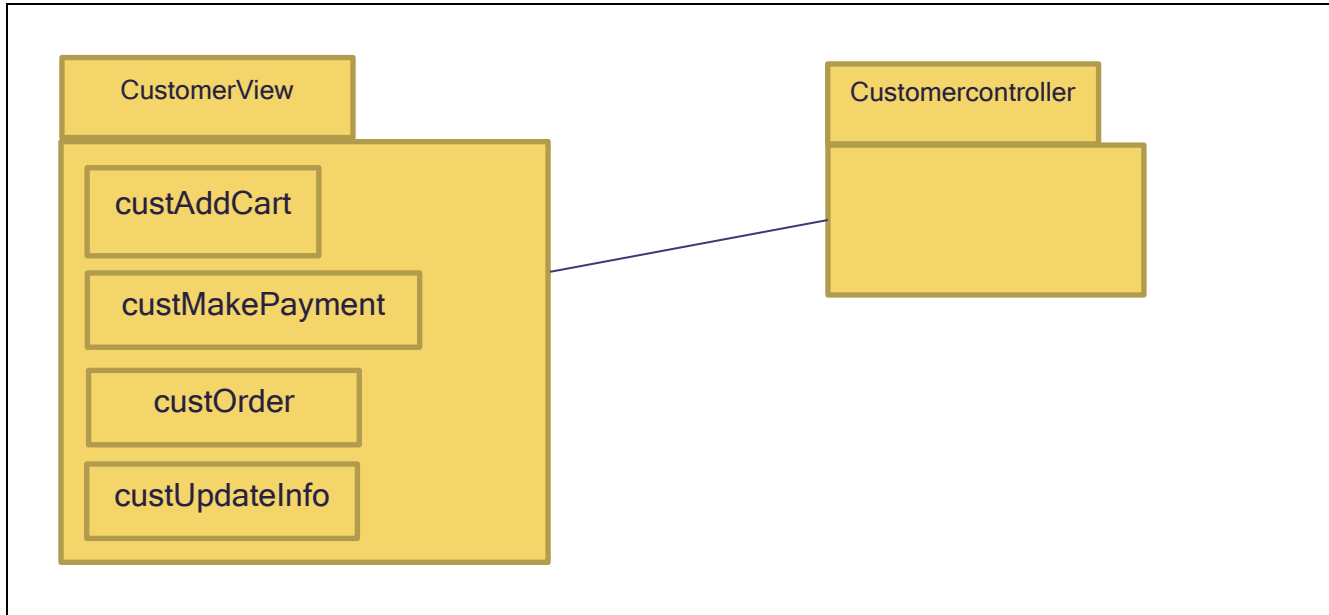 CustomerView
Customercontroller
custAddCart
custMakePayment
custOrder
custUpdateInfo